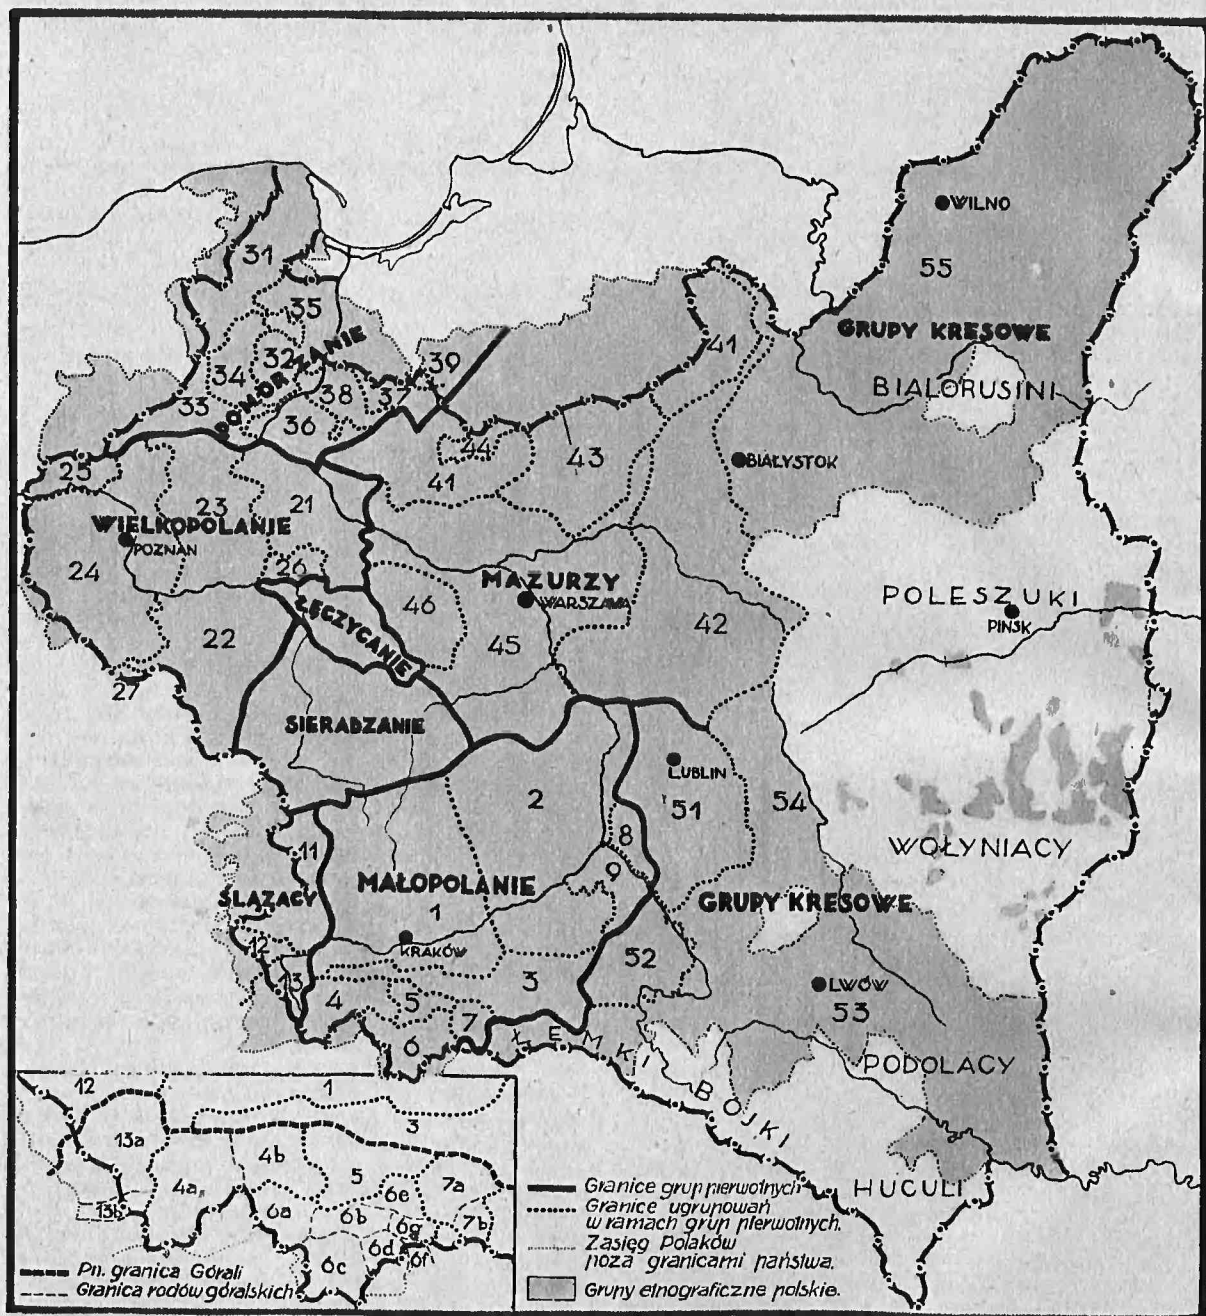 WILNO
55
GRUPY KRESOWE
BIALORUSINI
31
35
32
34
33
POMORZANIE
38
37
39
36
41
44
43
41
BIAŁYSTOK
25
23
21
WIELKOPOLANIE
POZNAŃ
24
26
22
27
ŁĘCZYCANIE
46
MAZURZY
WARSZAWA
45
42
POLESZUKI
PIŃSK
SIERADZANIE
2
LUBLIN
51
54
8
9
WOŁYNIACY
11
ŚLĄZACY
12
13
MAŁOPOLANIE
1
KRAKÓW
GRUPY KRESOWE
52
3
4
5
6
7
LWÓW
53
PODOLACY
ŁEMKI
BOJKI
HUCULI
12
1
3
13a
4b
4a
5
6e
7a
6a
6b
6g
7b
13b
6d
6f
6c
Pn. granica Górali
Granica rodów góralskich
Granice grup pierwotnych
Granice ugrupowań
w ramach grup pierwotnych.
Zasięg Polaków
poza granicami państwa.
Grupy etnograficzne polskie.